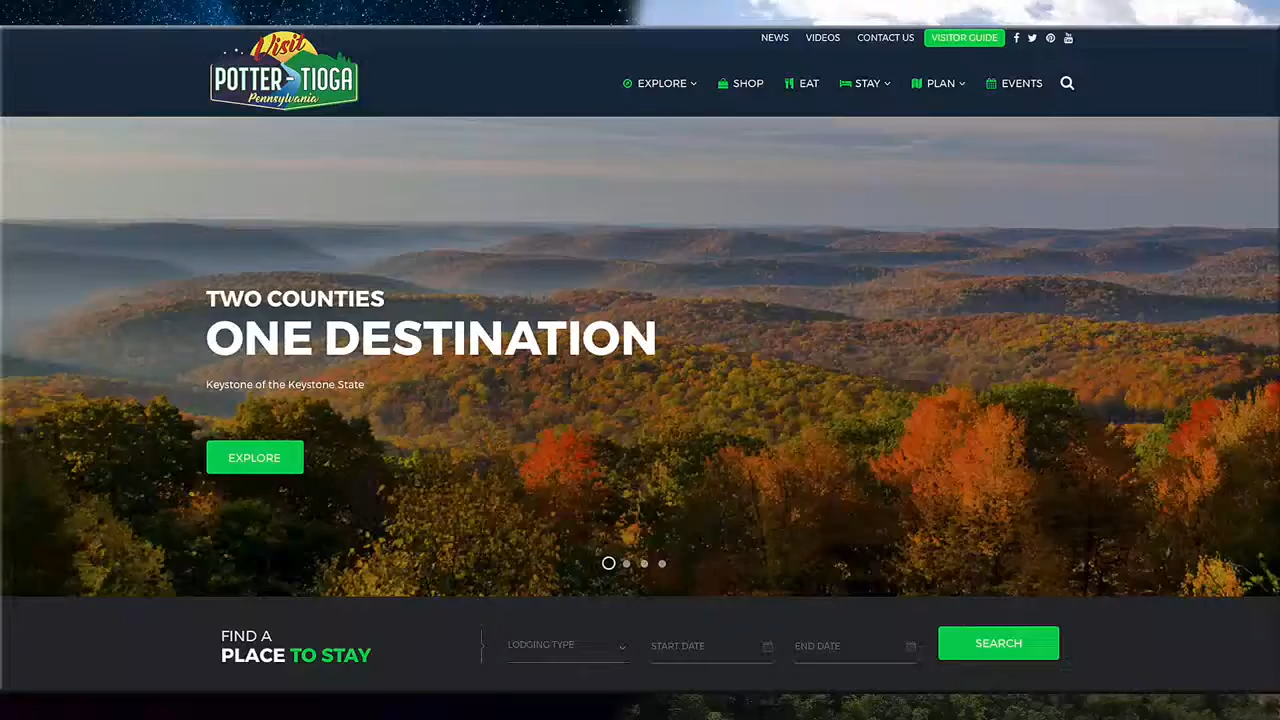 Visit
POTTER-TIOGA
Pennsylvania
NEWS VIDEOS CONTACT US VISITOR GUIDE
EXPLORE SHOP EAT STAY PLAN EVENTS
TWO COUNTIES
ONE DESTINATION
Keystone of the Keystone State
EXPLORE
FIND A
PLACE TO STAY
LODGING TYPE START DATE END DATE SEARCH